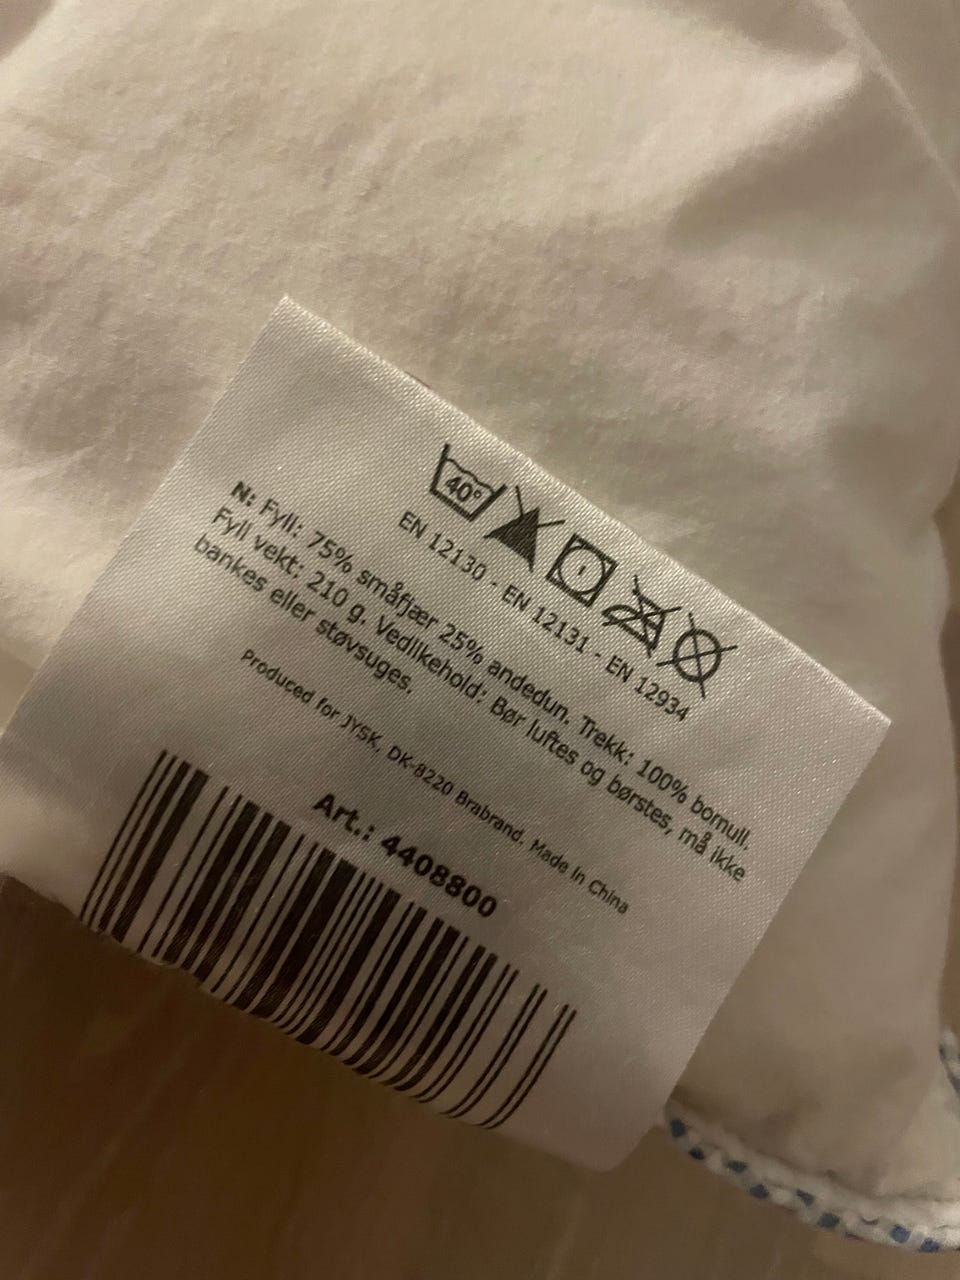 40°
EN 12130 - EN 12131 - EN 12934
N: Fyll: 75% småfjær 25% andedun. Trekk: 100% bomull.
Fyll vekt: 210 g. Vedlikehold: Bør luftes og børstes, må ikke
bankes eller støvsuges.
Produced for JYSK, DK-8220 Brabrand. Made in China
Art.: 4408800